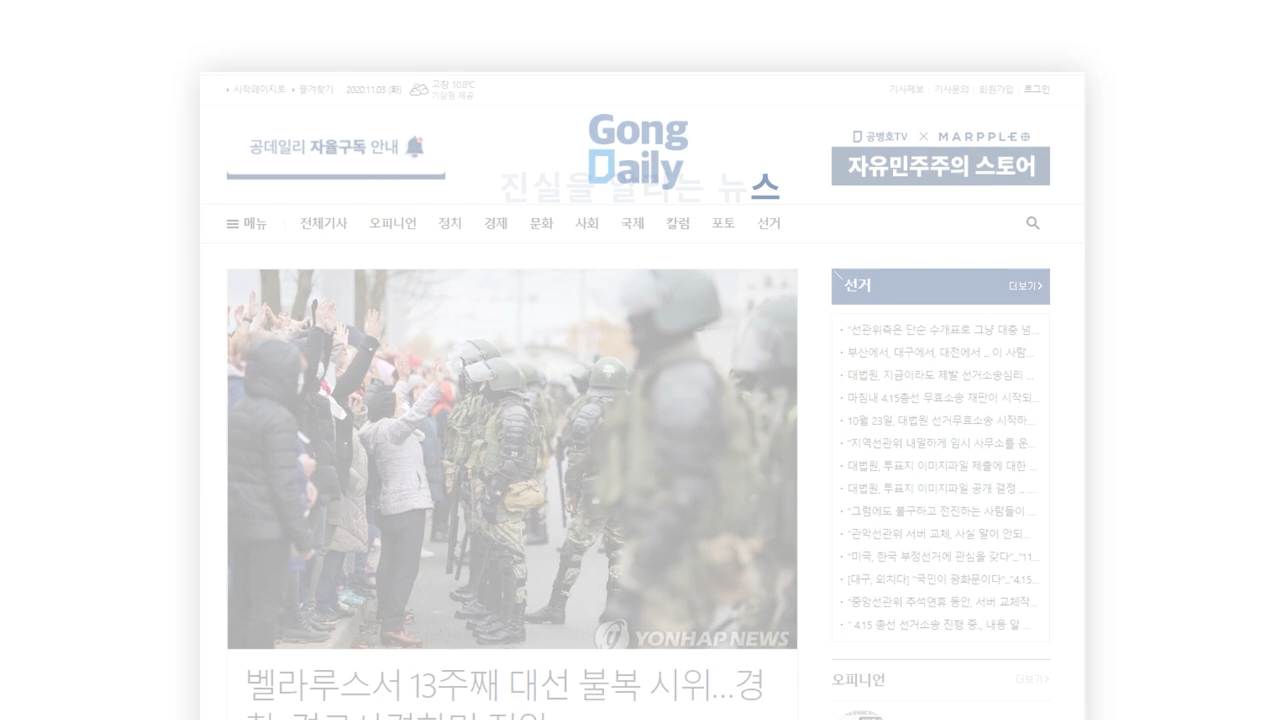 시작페이지로 즐겨찾기 2020.11.03 (화) 고창 10.8℃
기상청 제공
기사제보 기사문의 회원가입 로그인
공데일리 자율구독 안내
Gong
Daily
진실을 알리는 뉴스
공병호TV × MARPPLE
자유민주주의 스토어
메뉴 전체기사 오피니언 정치 경제 문화 사회 국제 칼럼 포토 선거
YONHAP NEWS
벨라루스서 13주째 대선 불복 시위…경
선거 더보기
· "선관위측은 단순 수개표로 그냥 대충 넘...
· 부산에서, 대구에서, 대전에서 ... 이 사람...
· 대법원, 지금이라도 제발 선거소송심리 ...
· 마침내 4.15총선 무효소송 재판이 시작되...
· 10월 23일, 대법원 선거무효소송 시작하...
· "지역선관위 내밀하게 임시 사무소를 운...
· 대법원, 투표지 이미지파일 제출에 대한 ...
· 대법원, 투표지 이미지파일 공개 결정 ... ...
· "그럼에도 불구하고 전진하는 사람들이 ...
· "관악선관위 서버 교체, 사실 말이 안되...
· "미국, 한국 부정선거에 관심을 갖다"..."11...
· [대구, 외치다] "국민이 광화문이다"..."4.15...
· "중앙선관위 추석연휴 동안, 서버 교체작...
· " 4.15 총선 선거소송 진행 중... 내용 알 ...
오피니언 더보기